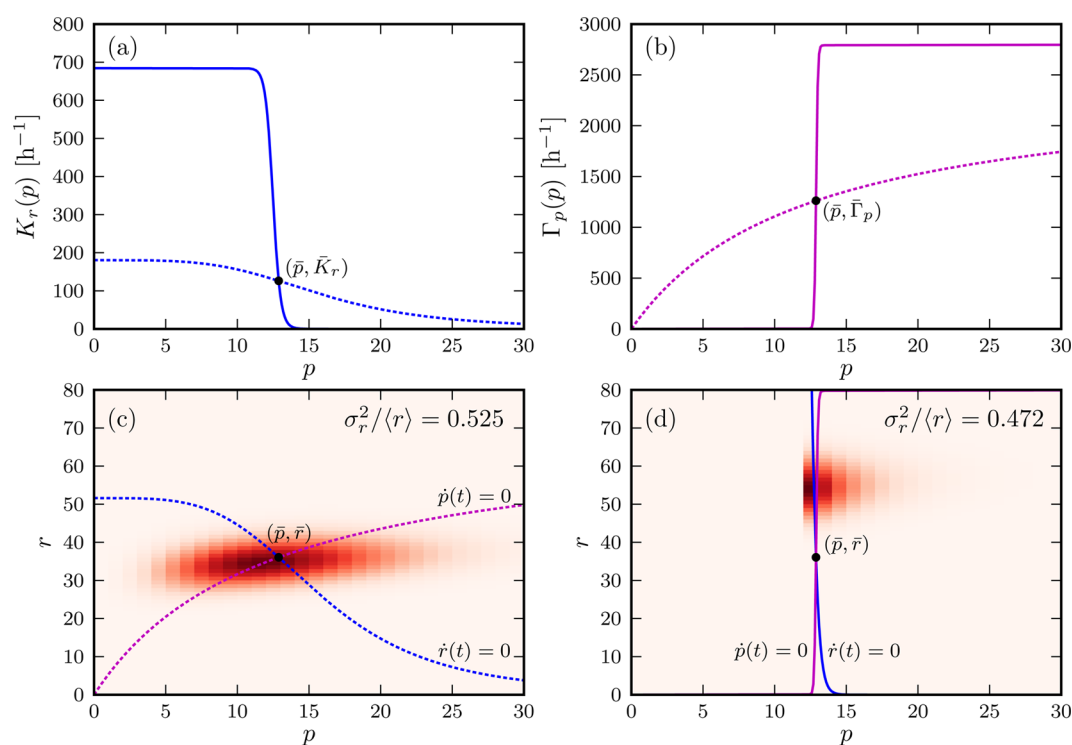 (a)
800
700
600
500
400
300
200
100
0
K_r(p) [h⁻¹]
(p̄, K̄_r)
0 5 10 15 20 25 30
p
(b)
3000
2500
2000
1500
1000
500
0
Γ_p(p) [h⁻¹]
(p̄, Γ̄_p)
0 5 10 15 20 25 30
p
(c)
σ_r²/⟨r⟩ = 0.525
80
70
60
50
40
30
20
10
0
r
ṗ(t) = 0
(p̄, r̄)
ṙ(t) = 0
0 5 10 15 20 25 30
p
(d)
σ_r²/⟨r⟩ = 0.472
80
70
60
50
40
30
20
10
0
r
(p̄, r̄)
ṗ(t) = 0 ṙ(t) = 0
0 5 10 15 20 25 30
p